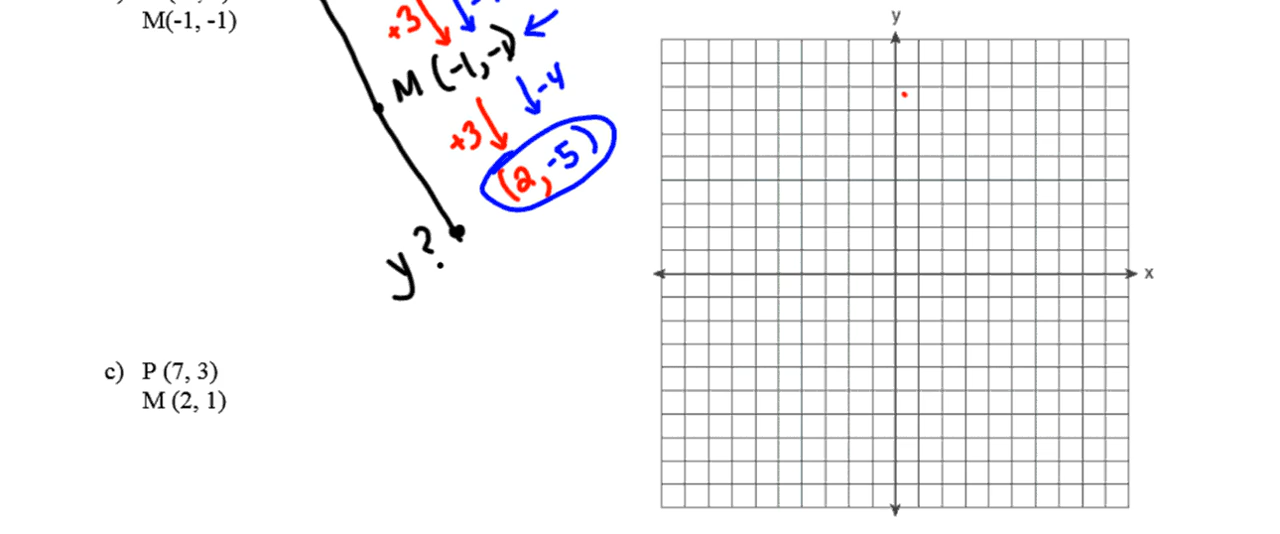 M(-1, -1)
+3
M (-1, -1)
-4
+3
(2, -5)
y?
y
x
c) P (7, 3)
M (2, 1)